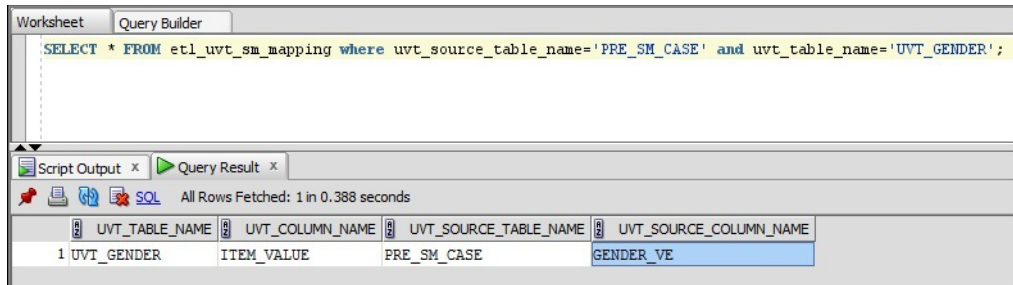 Worksheet Query Builder
SELECT * FROM etl_uvt_sm_mapping where uvt_source_table_name='PRE_SM_CASE' and uvt_table_name='UVT_GENDER';
Script Output x Query Result x
SQL All Rows Fetched: 1 in 0.388 seconds
UVT_TABLE_NAME UVT_COLUMN_NAME UVT_SOURCE_TABLE_NAME UVT_SOURCE_COLUMN_NAME
1 UVT_GENDER ITEM_VALUE PRE_SM_CASE GENDER_VE